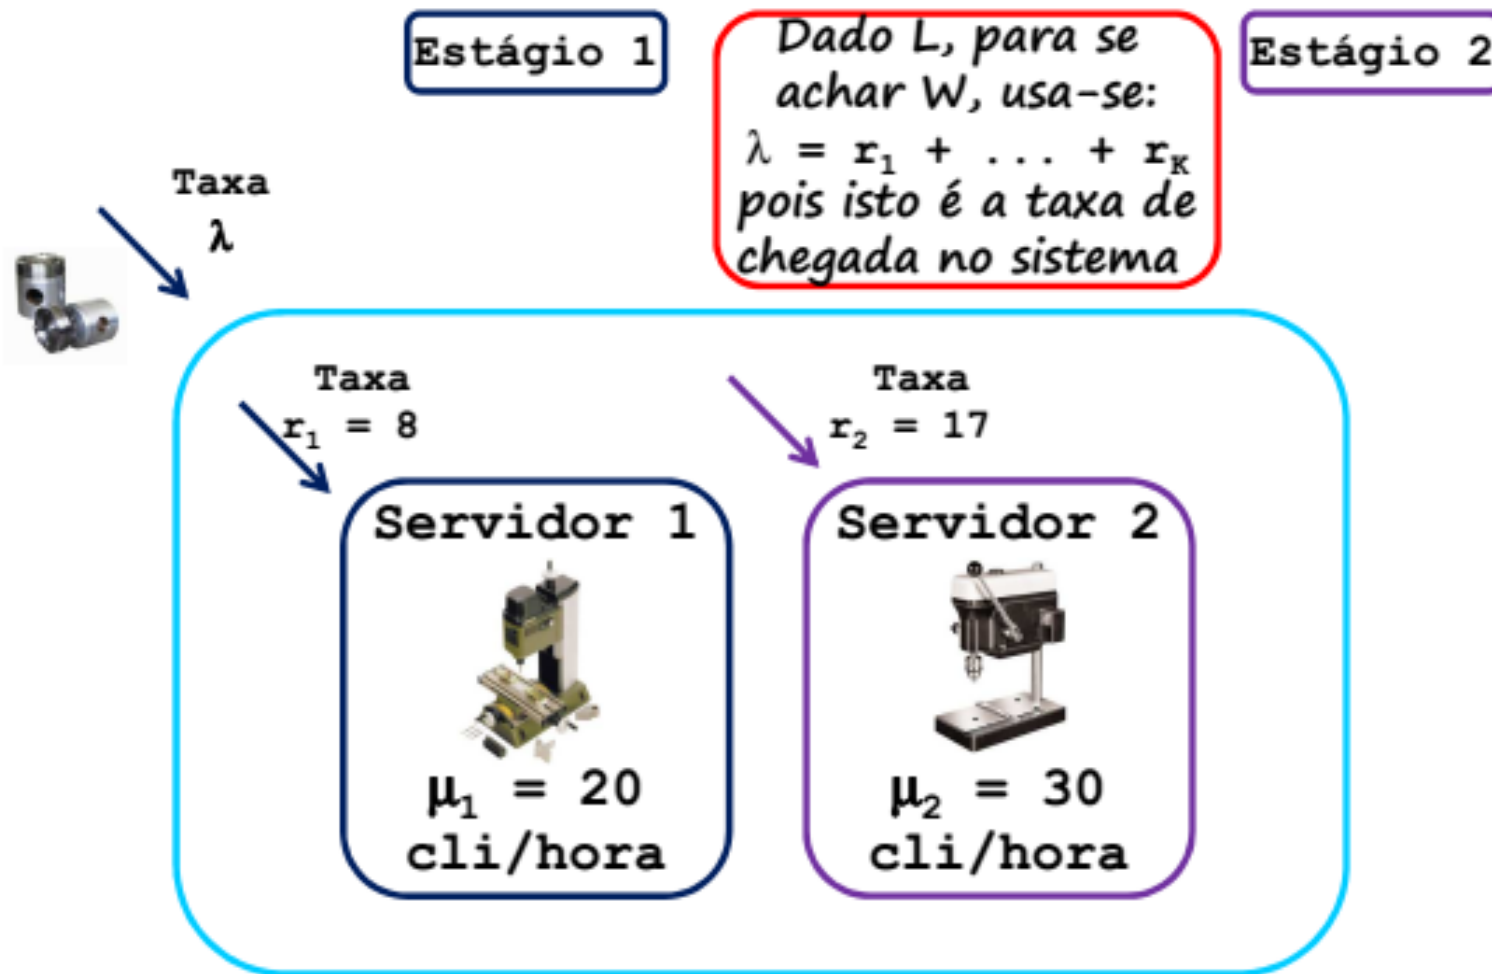 Estágio 1
Dado L, para se
achar W, usa-se:
λ = r₁ + ... + r_K
pois isto é a taxa de
chegada no sistema
Estágio 2
Taxa
λ
Taxa
r₁ = 8
Taxa
r₂ = 17
Servidor 1
μ₁ = 20
cli/hora
Servidor 2
μ₂ = 30
cli/hora